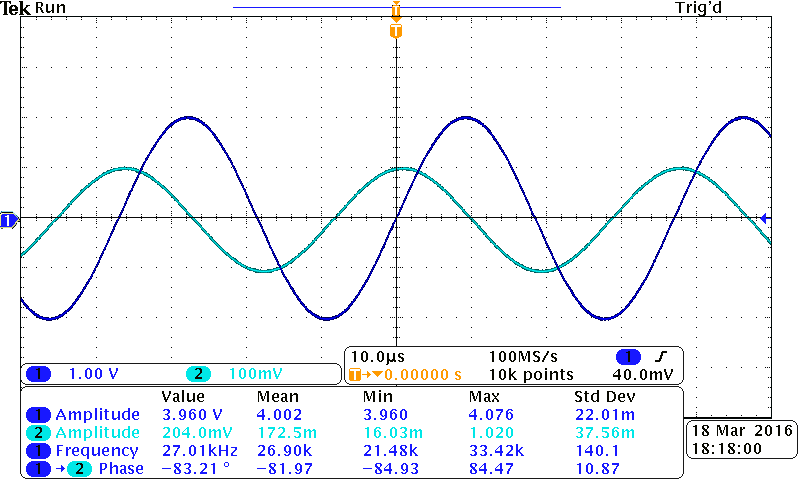 Tek Run Trig'd
T
T
1
10.0µs 100MS/s 1
1 1.00 V 2 100mV T→▼0.00000 s 10k points 40.0mV
Value Mean Min Max Std Dev
1 Amplitude 3.960 V 4.002 3.960 4.076 22.01m
2 Amplitude 204.0mV 172.5m 16.03m 1.020 37.56m
1 Frequency 27.01kHz 26.90k 21.48k 33.42k 140.1
1 → 2 Phase −83.21 ° −81.97 −84.93 84.47 10.87
18 Mar 2016
18:18:00